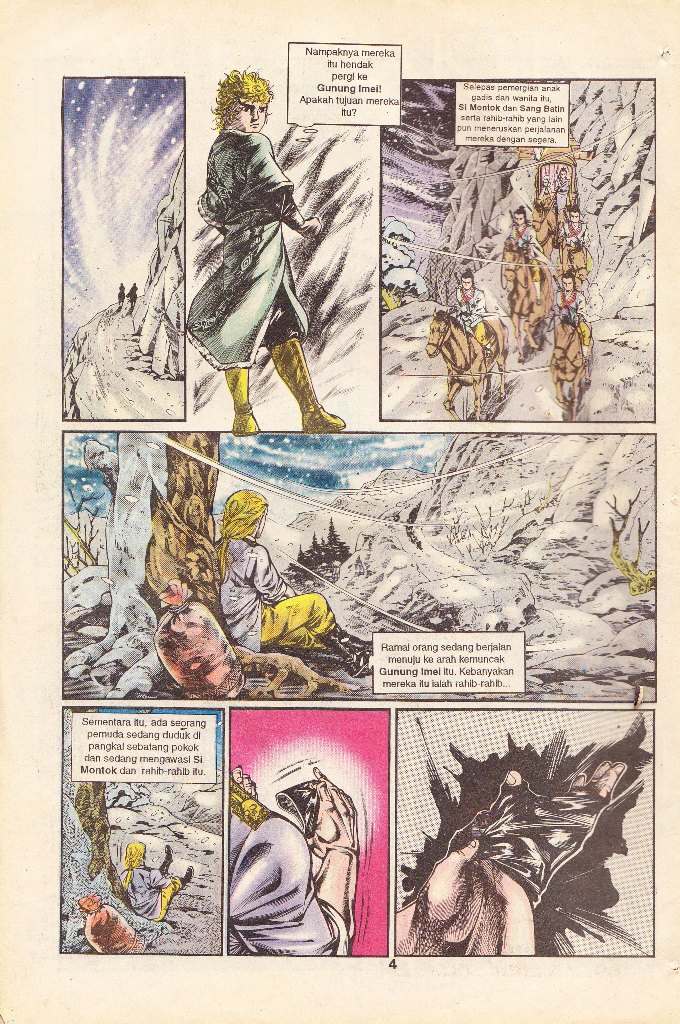 Nampaknya mereka
itu hendak
pergi ke
Gunung Imei!
Apakah tujuan mereka
itu?
Selepas pemergian anak
gadis dan wanita itu,
Si Montok dan Sang Batin
serta rahib-rahib yang lain
pun meneruskan perjalanan
mereka dengan segera.
Ramai orang sedang berjalan
menuju ke arah kemuncak
Gunung Imei itu. Kebanyakan
mereka itu ialah rahib-rahib...
Sementara itu, ada seorang
pemuda sedang duduk di
pangkal sebatang pokok
dan sedang mengawasi Si
Montok dan rahib-rahib itu.
4